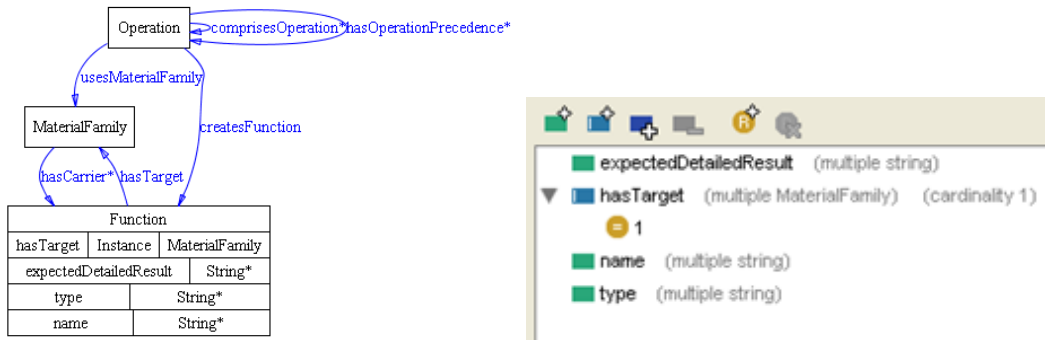 Operation
comprisesOperation*
hasOperationPrecedence*
usesMaterialFamily
MaterialFamily
createsFunction
hasCarrier*
hasTarget
Function
hasTarget Instance MaterialFamily
expectedDetailedResult String*
type String*
name String*
R
expectedDetailedResult (multiple string)
hasTarget (multiple MaterialFamily) (cardinality 1)
= 1
name (multiple string)
type (multiple string)